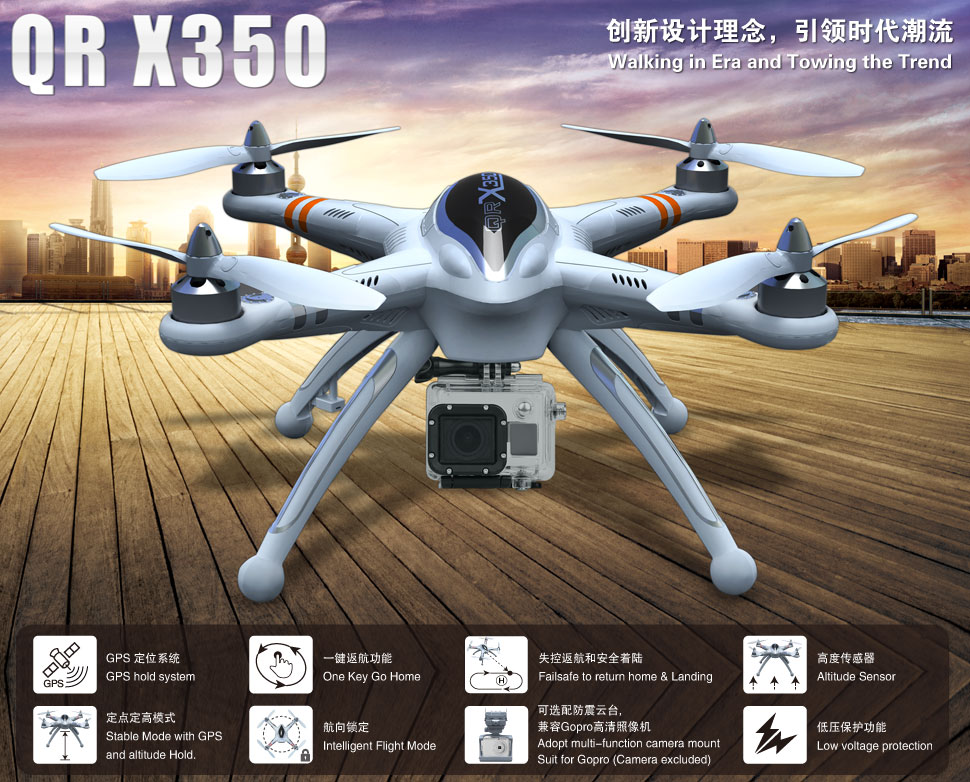 QR X350
创新设计理念，引领时代潮流
Walking in Era and Towing the Trend
QR X350
GPS 定位系统
GPS hold system
GPS
一键返航功能
One Key Go Home
失控返航和安全着陆
Failsafe to return home & Landing
H
高度传感器
Altitude Sensor
定点定高模式
Stable Mode with GPS
and altitude Hold.
航向锁定
Intelligent Flight Mode
可选配防震云台,
兼容Gopro高清照像机
Adopt multi-function camera mount
Suit for Gopro (Camera excluded)
低压保护功能
Low voltage protection